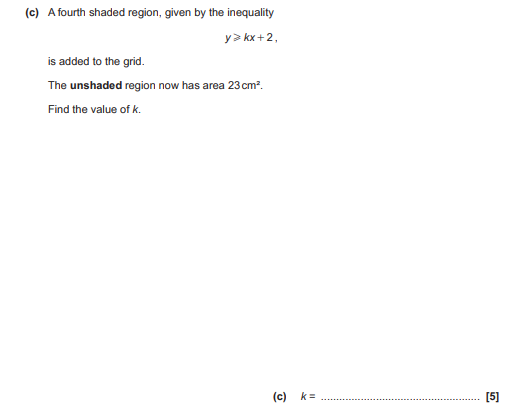 (c) A fourth shaded region, given by the inequality
y ⩾ kx + 2,
is added to the grid.
The unshaded region now has area 23 cm².
Find the value of k.
(c) k = ........................................................ [5]